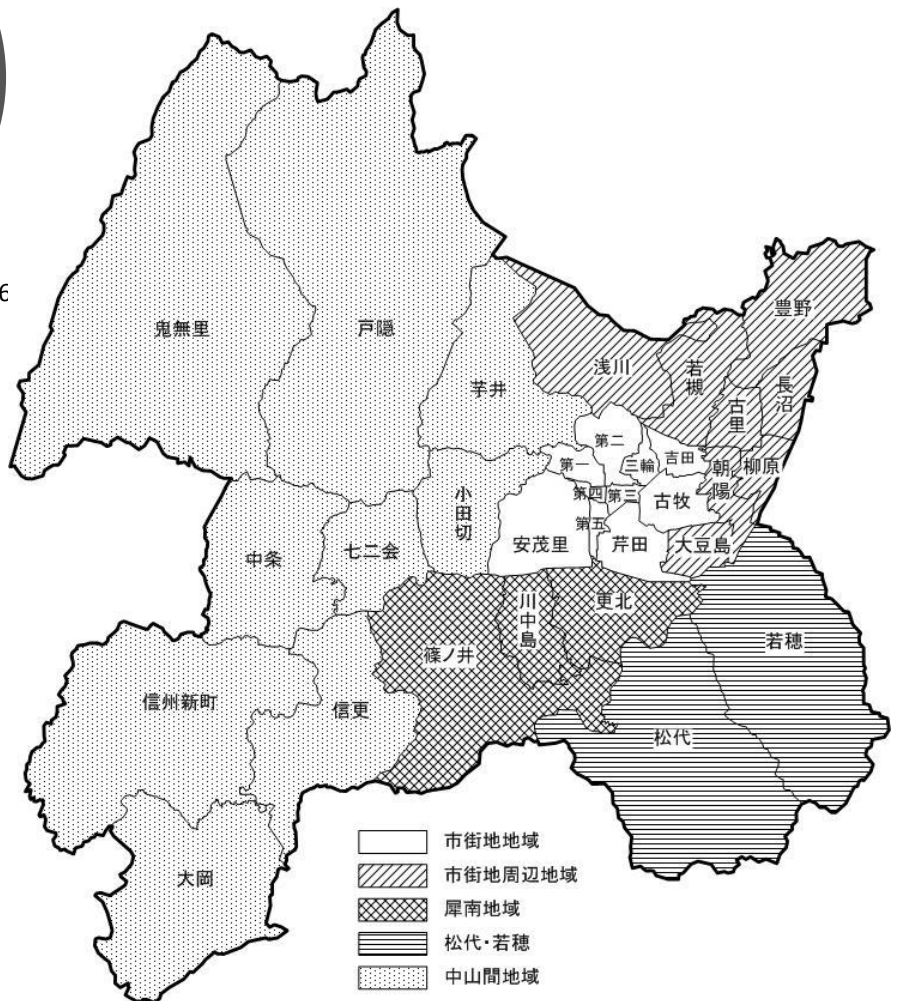 6
鬼無里
戸隠
芋井
浅川
若槻
豊野
長沼
古里
柳原
朝陽
第二
第一
三輪
吉田
第四
第三
古牧
第五
安茂里
芹田
大豆島
小田切
七二会
中条
川中島
更北
篠ノ井
若穂
松代
信州新町
信更
大岡
市街地地域
市街地周辺地域
犀南地域
松代・若穂
中山間地域